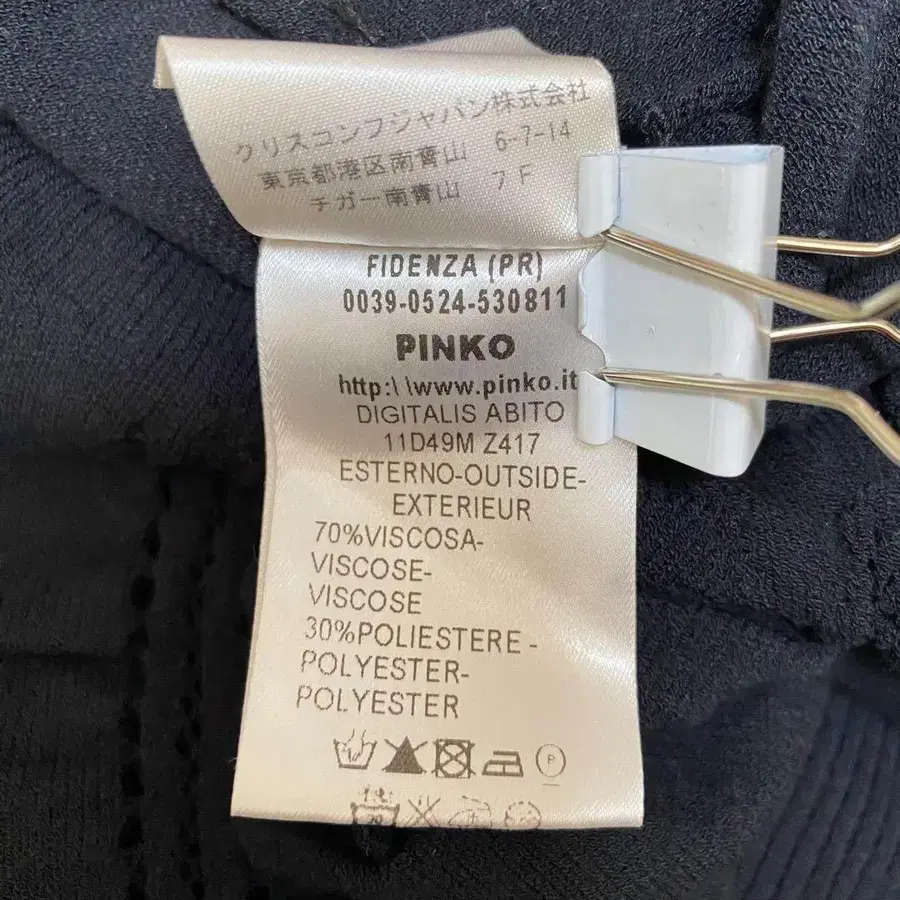 クリスコンフジャパン株式会社
東京都港区南青山 6-7-14
チガー南青山 7 F
FIDENZA (PR)
0039-0524-530811
PINKO
http:\\www.pinko.it
DIGITALIS ABITO
11D49M Z417
ESTERNO-OUTSIDE-
EXTERIEUR
70%VISCOSA-
VISCOSE-
VISCOSE
30%POLIESTERE-
POLYESTER-
POLYESTER
P